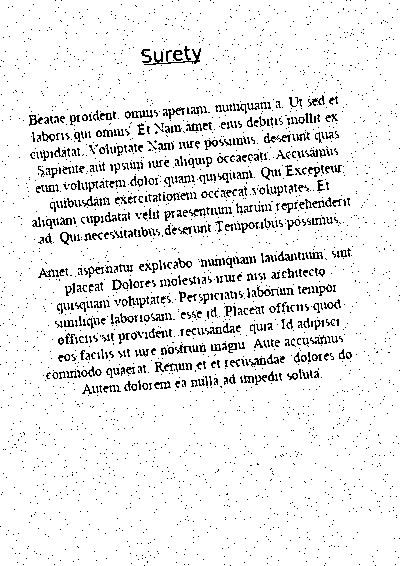 Surety
Beatae proident, omnis aperiam, numquam a. Ut sed et
laboris qui omnis. Et Nam amet, eius debitis mollit ex
cupidatat. Voluptate Nam iure possimus, deserunt quas
Sapiente aut ipsum iure aliquip occaecati. Accusamus
eum voluptatem dolor quam quisquam. Qui Excepteur
quibusdam exercitationem occaecat voluptates. Et
aliquam cupidatat velit praesentium harum reprehenderit
ad. Qui necessitatibus deserunt Temporibus possimus.
Amet, aspernatur explicabo numquam laudantium, sint
placeat. Dolores molestias irure nisi architecto
quisquam voluptates. Perspiciatis laborum tempor
similique laboriosam, esse id. Placeat officiis quod
officiis sit provident, recusandae quia. Id adipisci
eos facilis sit iure nostrum magni. Aute accusamus
commodo quaerat. Rerum et et recusandae dolores do
Autem dolorem ea nulla ad impedit soluta.